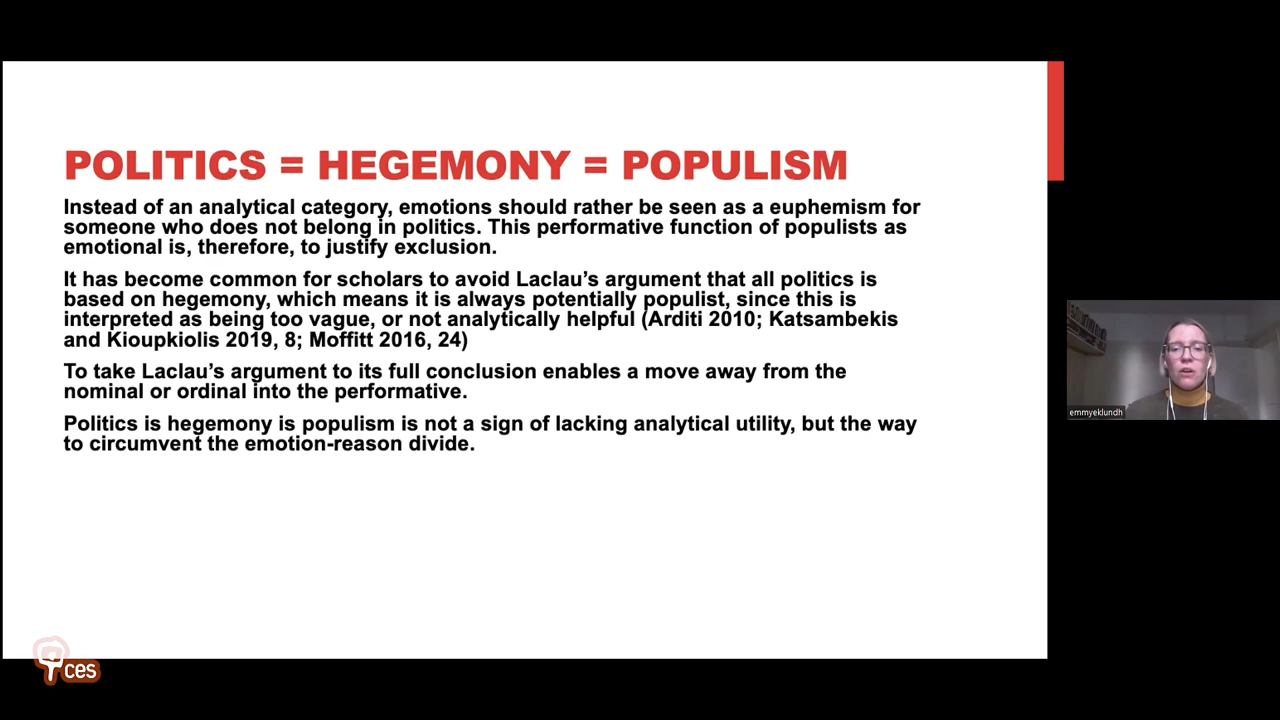 POLITICS = HEGEMONY = POPULISM
Instead of an analytical category, emotions should rather be seen as a euphemism for
someone who does not belong in politics. This performative function of populists as
emotional is, therefore, to justify exclusion.
It has become common for scholars to avoid Laclau’s argument that all politics is
based on hegemony, which means it is always potentially populist, since this is
interpreted as being too vague, or not analytically helpful (Arditi 2010; Katsambekis
and Kioupkiolis 2019, 8; Moffitt 2016, 24)
To take Laclau’s argument to its full conclusion enables a move away from the
nominal or ordinal into the performative.
Politics is hegemony is populism is not a sign of lacking analytical utility, but the way
to circumvent the emotion-reason divide.
emmyeklundh
ces